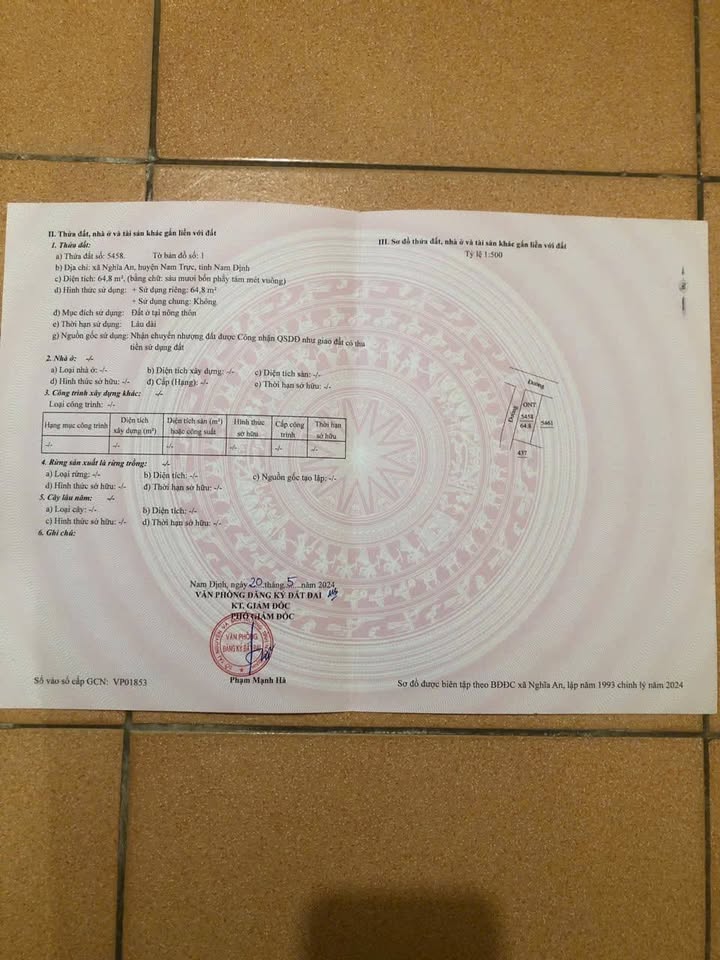 II. Thửa đất, nhà ở và tài sản khác gắn liền với đất
1. Thửa đất:
a) Thửa đất số: 5458. Tờ bản đồ số: 1
b) Địa chỉ: xã Nghĩa An, huyện Nam Trực, tỉnh Nam Định
c) Diện tích: 64,8 m², (bằng chữ: sáu mươi bốn phẩy tám mét vuông)
d) Hình thức sử dụng: + Sử dụng riêng: 64,8 m²
+ Sử dụng chung: Không
đ) Mục đích sử dụng: Đất ở tại nông thôn
e) Thời hạn sử dụng: Lâu dài
g) Nguồn gốc sử dụng: Nhận chuyển nhượng đất được Công nhận QSDĐ như giao đất có thu
tiền sử dụng đất
2. Nhà ở: -/-
a) Loại nhà ở: -/- b) Diện tích xây dựng: -/- c) Diện tích sàn: -/-
d) Hình thức sở hữu: -/- đ) Cấp (Hạng): -/- e) Thời hạn sở hữu: -/-
3. Công trình xây dựng khác: -/-
Loại công trình: -/-
Hạng mục công trình Diện tích xây dựng (m²) Diện tích sàn (m²) hoặc công suất Hình thức sở hữu Cấp công trình Thời hạn sở hữu
-/- -/- -/- -/- -/- -/-
4. Rừng sản xuất là rừng trồng: -/-
a) Loại rừng: -/- b) Diện tích: -/- c) Nguồn gốc tạo lập: -/-
d) Hình thức sở hữu: -/- đ) Thời hạn sở hữu: -/-
5. Cây lâu năm: -/-
a) Loại cây: -/- b) Diện tích: -/-
c) Hình thức sở hữu: -/- d) Thời hạn sở hữu: -/-
6. Ghi chú:
Nam Định, ngày 20 tháng 5 năm 2024
VĂN PHÒNG ĐĂNG KÝ ĐẤT ĐAI
KT. GIÁM ĐỐC
PHÓ GIÁM ĐỐC
VĂN PHÒNG
ĐĂNG KÝ ĐẤT ĐAI
Phạm Mạnh Hà
Số vào sổ cấp GCN: VP01853
III. Sơ đồ thửa đất, nhà ở và tài sản khác gắn liền với đất
Tỷ lệ 1:500
Đường
Đường
ONT
5458
64.8
5461
437
Sơ đồ được biên tập theo BĐĐC xã Nghĩa An, lập năm 1993 chỉnh lý năm 2024